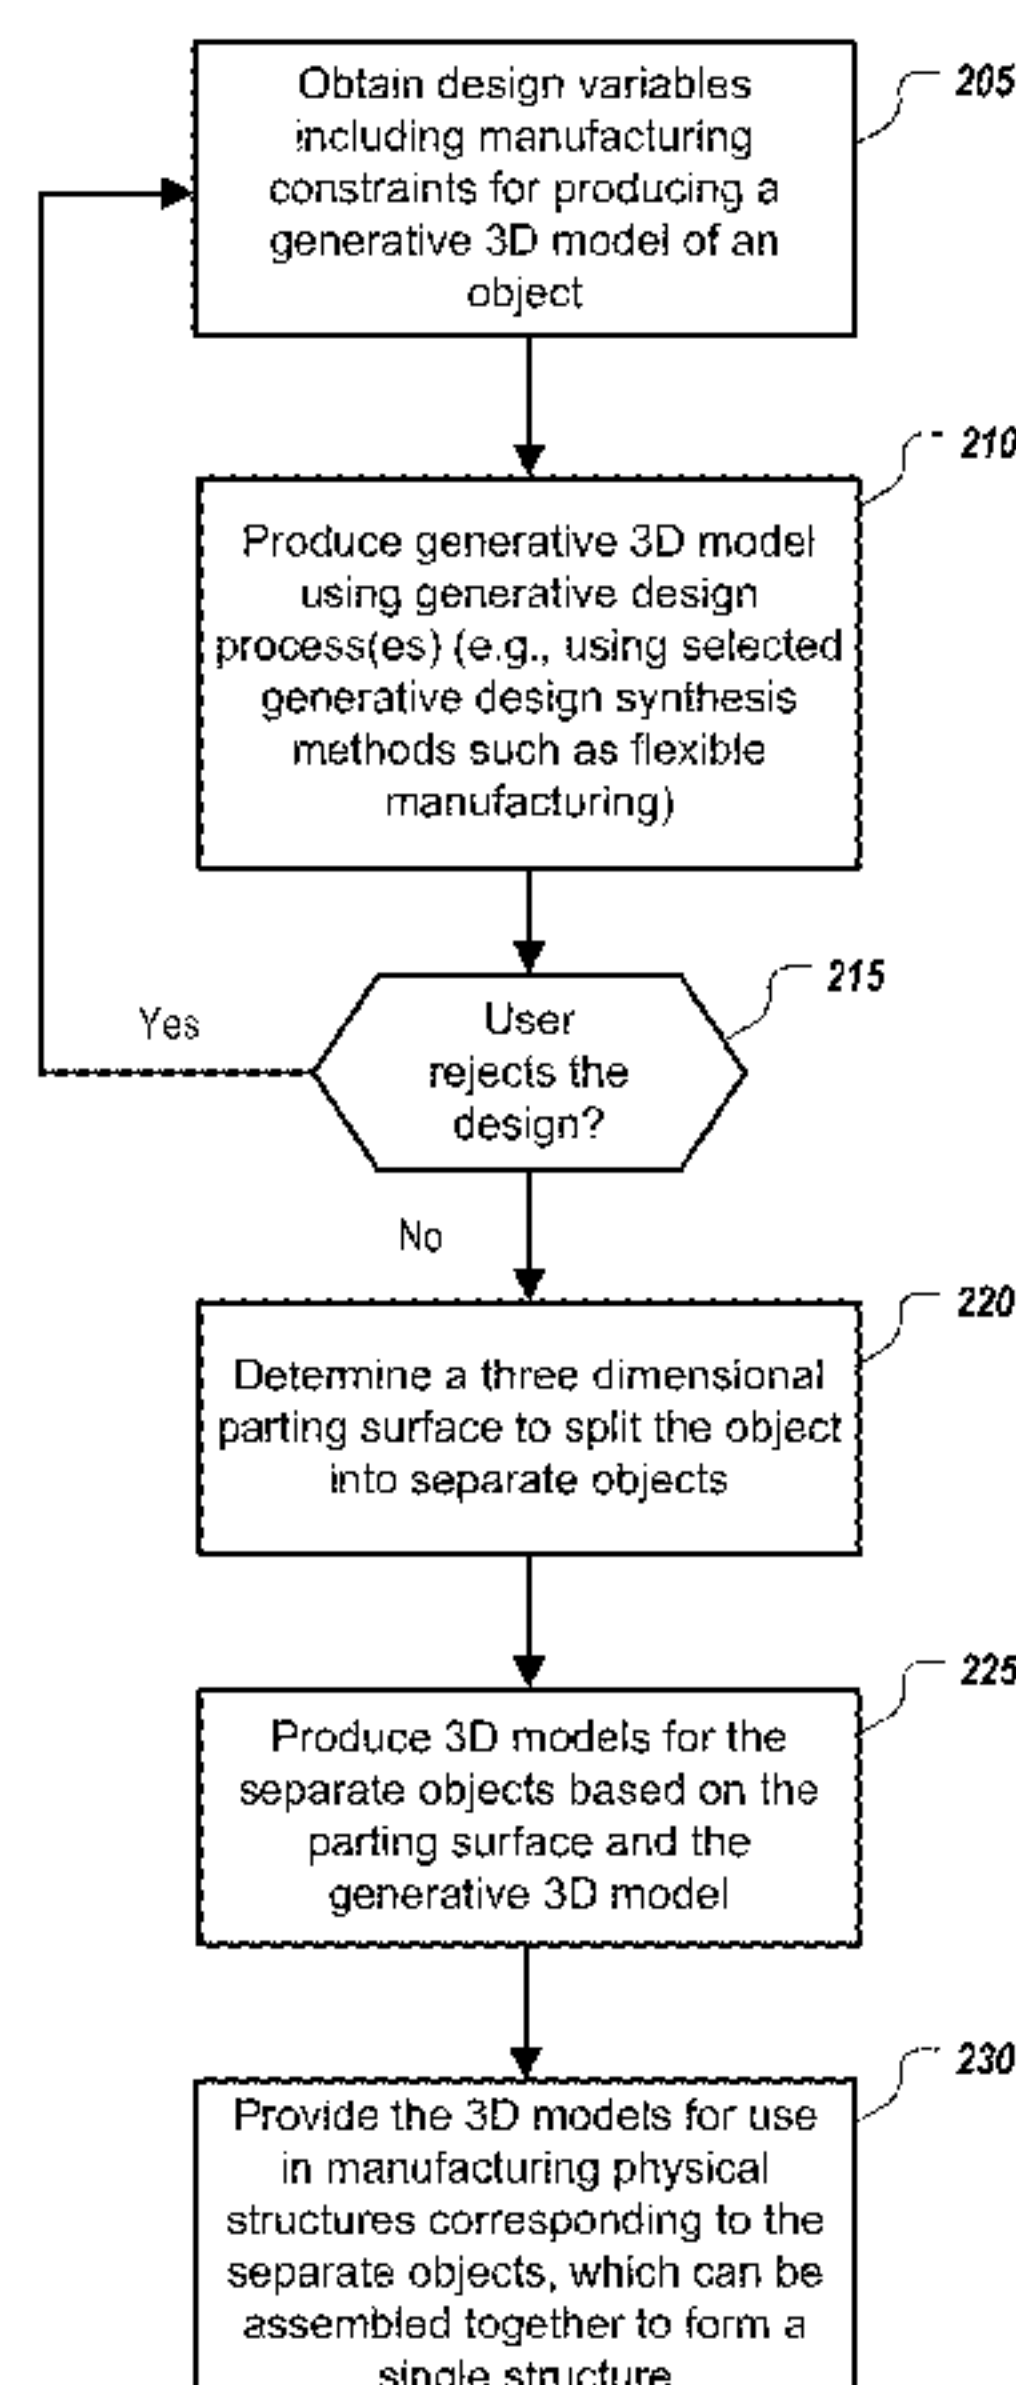 Obtain design variables
including manufacturing
constraints for producing a
generative 3D model of an
object
205
210
Produce generative 3D model
using generative design
process(es) (e.g., using selected
generative design synthesis
methods such as flexible
manufacturing)
215
User
rejects the
design?
Yes
No
220
Determine a three dimensional
parting surface to split the object
into separate objects
225
Produce 3D models for the
separate objects based on the
parting surface and the
generative 3D model
230
Provide the 3D models for use
in manufacturing physical
structures corresponding to the
separate objects, which can be
assembled together to form a
single structure